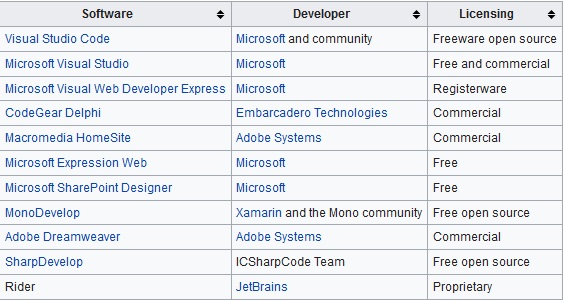 Software Developer Licensing
Visual Studio Code Microsoft and community Freeware open source
Microsoft Visual Studio Microsoft Free and commercial
Microsoft Visual Web Developer Express Microsoft Registerware
CodeGear Delphi Embarcadero Technologies Commercial
Macromedia HomeSite Adobe Systems Commercial
Microsoft Expression Web Microsoft Free
Microsoft SharePoint Designer Microsoft Free
MonoDevelop Xamarin and the Mono community Free open source
Adobe Dreamweaver Adobe Systems Commercial
SharpDevelop ICSharpCode Team Free open source
Rider JetBrains Proprietary